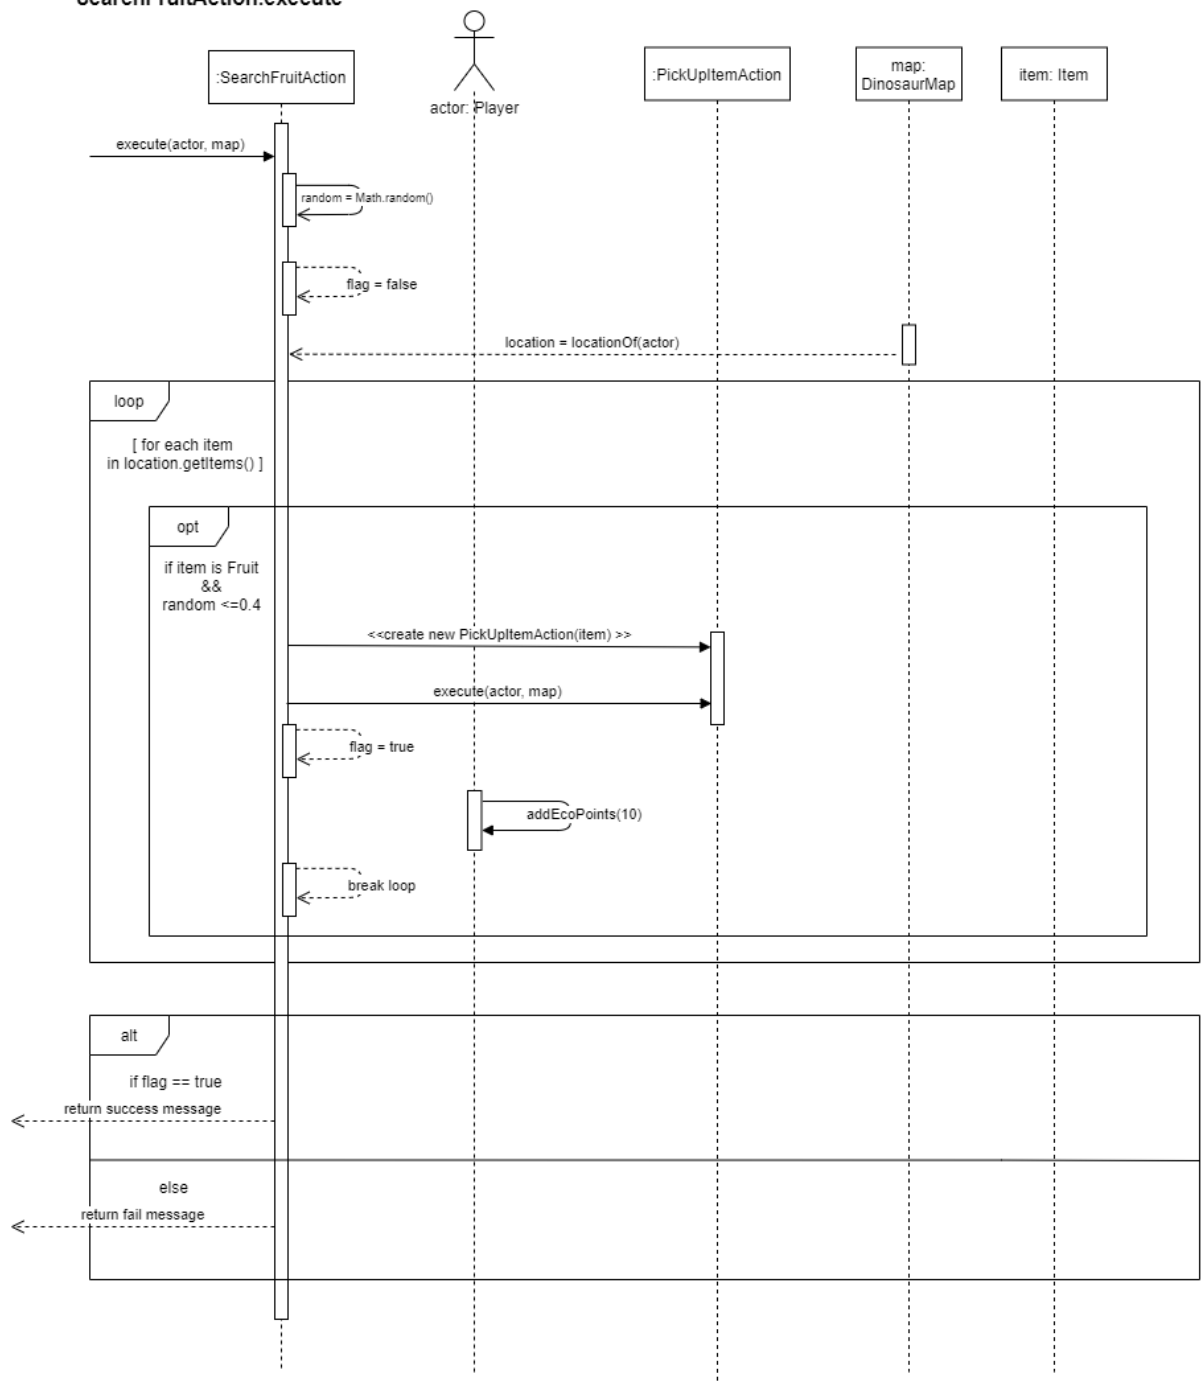 searchFruitAction.execute
:SearchFruitAction
actor: Player
:PickUpItemAction
map:
DinosaurMap
item: Item
execute(actor, map)
random = Math.random()
flag = false
location = locationOf(actor)
loop
[ for each item
in location.getItems() ]
opt
if item is Fruit
&&
random <=0.4
<<create new PickUpItemAction(item) >>
execute(actor, map)
flag = true
addEcoPoints(10)
break loop
alt
if flag == true
return success message
else
return fail message